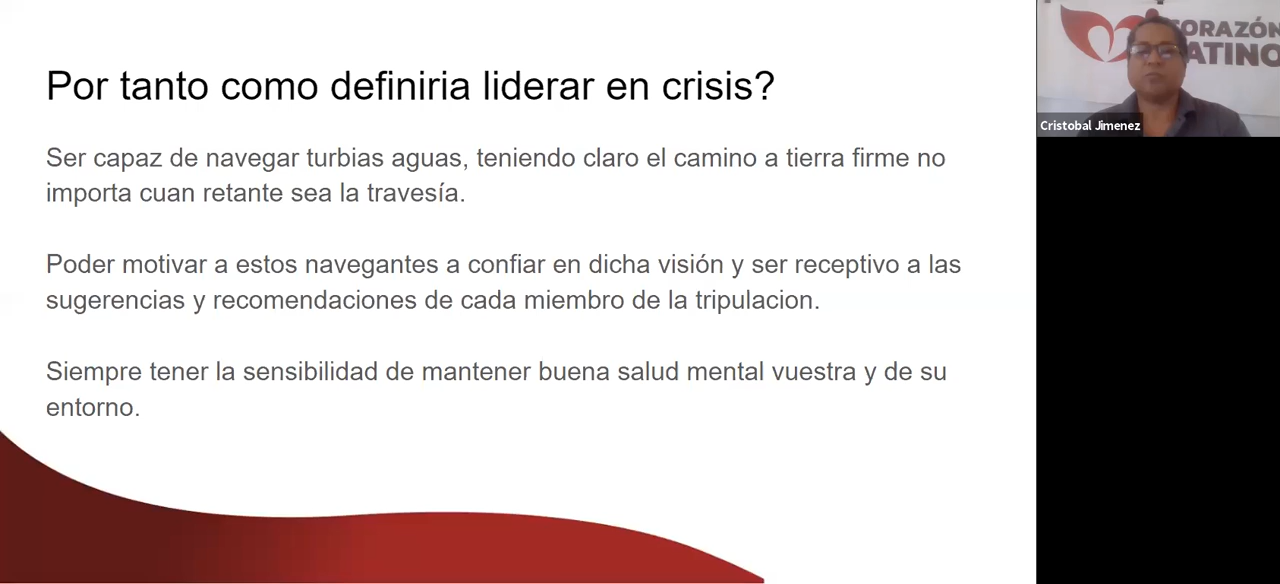 Por tanto como definiria liderar en crisis?
Ser capaz de navegar turbias aguas, teniendo claro el camino a tierra firme no
importa cuan retante sea la travesía.
Poder motivar a estos navegantes a confiar en dicha visión y ser receptivo a las
sugerencias y recomendaciones de cada miembro de la tripulacion.
Siempre tener la sensibilidad de mantener buena salud mental vuestra y de su
entorno.
CORAZÓN
LATINO
Cristobal Jimenez